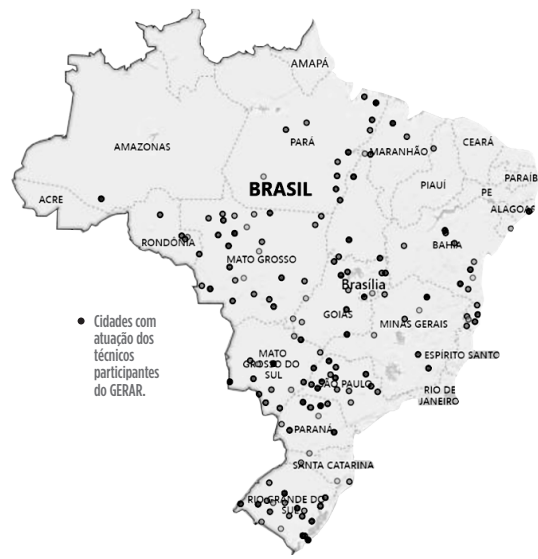 AMAPÁ
AMAZONAS
PARÁ
MARANHÃO
CEARÁ
PARAÍB
PIAUÍ
PE
ALAGOAS
ACRE
BRASIL
RONDÔNIA
BAHIA
MATO GROSSO
Brasília
GOIÁS
MINAS GERAIS
Cidades com
atuação dos
técnicos
participantes
do GERAR.
MATO
GROSSO DO
SUL
ESPÍRITO SANTO
SÃO PAULO
RIO DE
JANEIRO
PARANÁ
SANTA CATARINA
RIO GRANDE DO
SUL